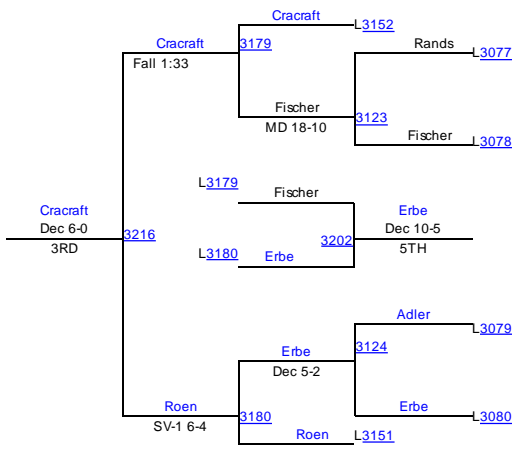 Cracraft
L3152
Cracraft
3179
Rands
L3077
Fall 1:33
Fischer
3123
MD 18-10
Fischer
L3078
L3179
Fischer
Cracraft
Erbe
Dec 6-0
3216
Dec 10-5
3202
3RD
L3180
Erbe
5TH
Adler
L3079
Erbe
3124
Dec 5-2
Roen
3180
Erbe
L3080
SV-1 6-4
Roen
L3151